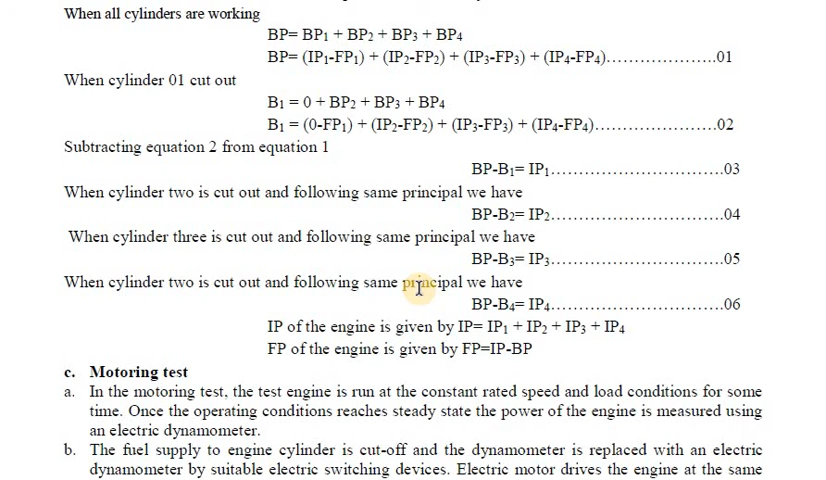 When all cylinders are working
BP= BP₁ + BP₂ + BP₃ + BP₄
BP= (IP₁-FP₁) + (IP₂-FP₂) + (IP₃-FP₃) + (IP₄-FP₄)…………………….01
When cylinder 01 cut out
B₁ = 0 + BP₂ + BP₃ + BP₄
B₁ = (0-FP₁) + (IP₂-FP₂) + (IP₃-FP₃) + (IP₄-FP₄)……………………….02
Subtracting equation 2 from equation 1
BP-B₁= IP₁…………………………….03
When cylinder two is cut out and following same principal we have
BP-B₂= IP₂…………………………….04
When cylinder three is cut out and following same principal we have
BP-B₃= IP₃…………………………….05
When cylinder two is cut out and following same principal we have
BP-B₄= IP₄…………………………….06
IP of the engine is given by IP= IP₁ + IP₂ + IP₃ + IP₄
FP of the engine is given by FP=IP-BP
c. Motoring test
a. In the motoring test, the test engine is run at the constant rated speed and load conditions for some
time. Once the operating conditions reaches steady state the power of the engine is measured using
an electric dynamometer.
b. The fuel supply to engine cylinder is cut-off and the dynamometer is replaced with an electric
dynamometer by suitable electric switching devices. Electric motor drives the engine at the same